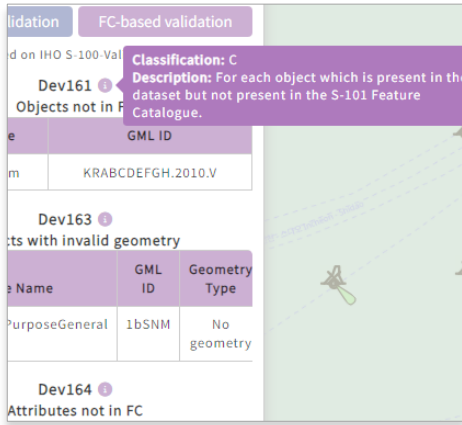 lidation
FC-based validation
ed on IHO S-100-Val
Classification: C
Description: For each object which is present in the
dataset but not present in the S-101 Feature
Catalogue.
Dev161
Objects not in F
e
GML ID
m
KRABCDEFGH.2010.V
Dev163
cts with invalid geometry
e Name
GML
ID
Geometry
Type
PurposeGeneral
1bSNM
No
geometry
Dev164
Attributes not in FC